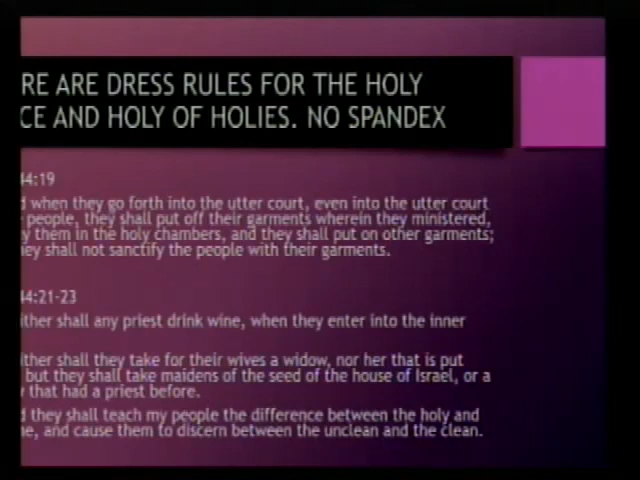 RE ARE DRESS RULES FOR THE HOLY
CE AND HOLY OF HOLIES. NO SPANDEX
44:19
d when they go forth into the utter court, even into the utter court
people, they shall put off their garments wherein they ministered,
y them in the holy chambers, and they shall put on other garments;
ey shall not sanctify the people with their garments.
44:21-23
ither shall any priest drink wine, when they enter into the inner
ither shall they take for their wives a widow, nor her that is put
but they shall take maidens of the seed of the house of Israel, or a
that had a priest before.
d they shall teach my people the difference between the holy and
e, and cause them to discern between the unclean and the clean.